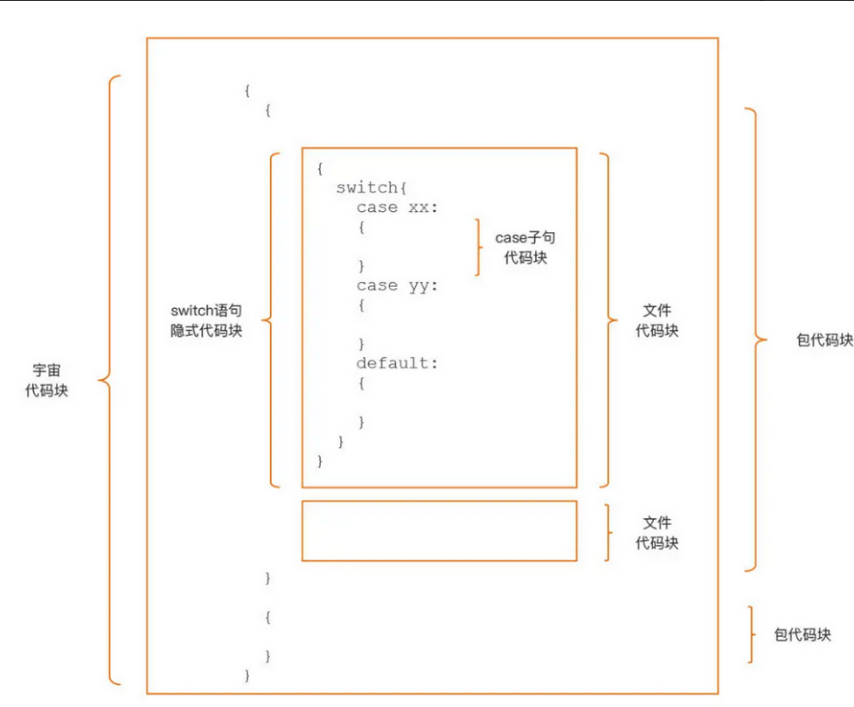 {
{
{
switch{
case xx:
{
case子句
代码块
}
case yy:
{
switch语句
隐式代码块
文件
代码块
}
包代码块
default:
宇宙
代码块
{
}
}
}
文件
代码块
}
{
包代码块
}
}